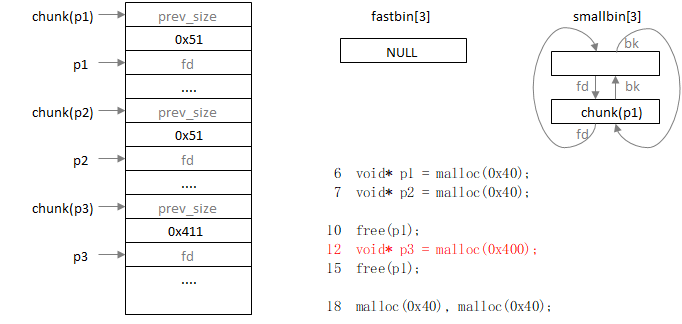 chunk(p1)
prev_size
0x51
p1
fd
....
chunk(p2)
prev_size
0x51
p2
fd
....
chunk(p3)
prev_size
0x411
p3
fd
....
fastbin[3]
NULL
smallbin[3]
bk
fd
bk
chunk(p1)
fd
6 void* p1 = malloc(0x40);
7 void* p2 = malloc(0x40);
10 free(p1);
12 void* p3 = malloc(0x400);
15 free(p1);
18 malloc(0x40), malloc(0x40);